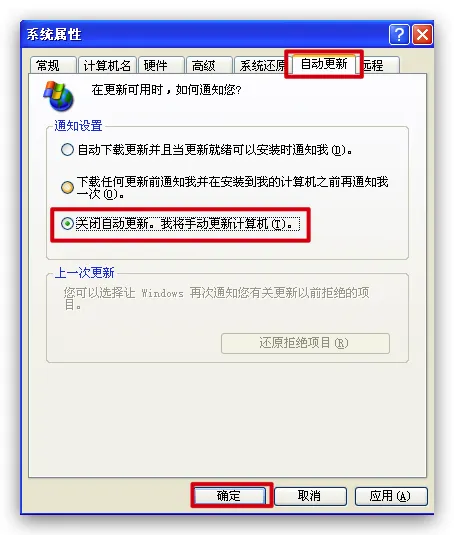 系统属性
常规 计算机名 硬件 高级 系统还原 自动更新 远程
在更新可用时，如何通知您?
通知设置
自动下载更新并且当更新就绪可以安装时通知我(D)。
下载任何更新前通知我并在安装到我的计算机之前再通知我
一次(O)。
关闭自动更新。我将手动更新计算机(T)。
上一次更新
您可以选择让 Windows 再次通知您有关更新以前拒绝的项
目。
还原拒绝项目(R)
确定 取消 应用(A)